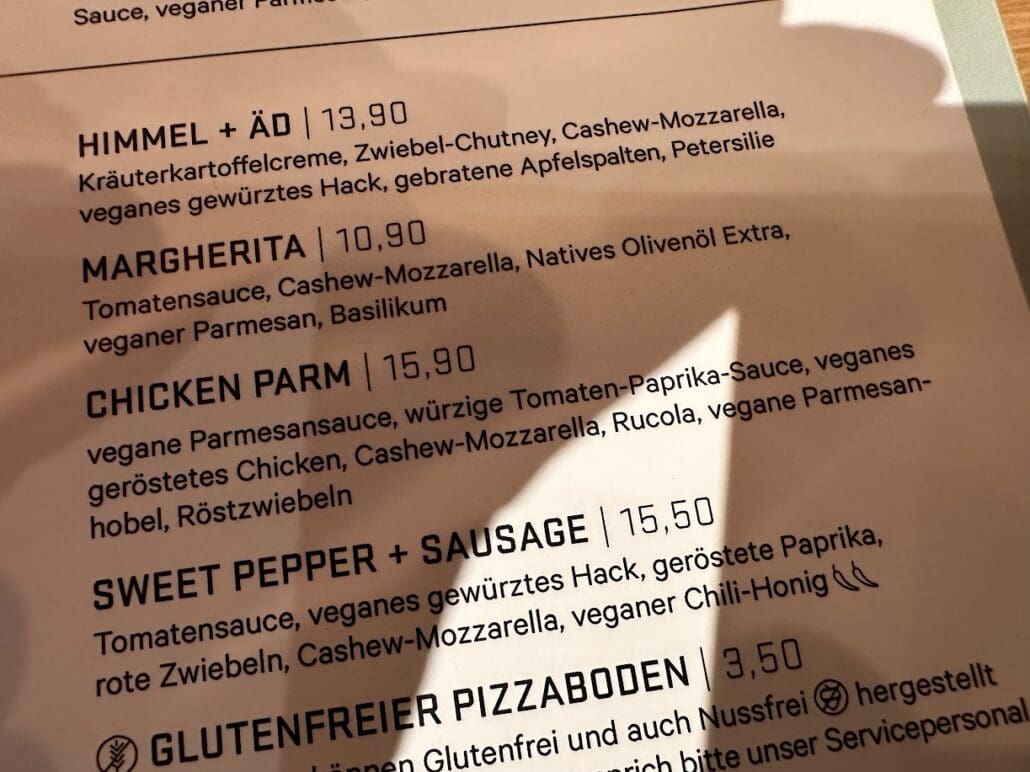 Sauce, veganer
HIMMEL + ÄD | 13,90
Kräuterkartoffelcreme, Zwiebel-Chutney, Cashew-Mozzarella,
veganes gewürztes Hack, gebratene Apfelspalten, Petersilie
MARGHERITA | 10,90
Tomatensauce, Cashew-Mozzarella, Natives Olivenöl Extra,
veganer Parmesan, Basilikum
CHICKEN PARM | 15,90
vegane Parmesansauce, würzige Tomaten-Paprika-Sauce, veganes
geröstetes Chicken, Cashew-Mozzarella, Rucola, vegane Parmesan-
hobel, Röstzwiebeln
SWEET PEPPER + SAUSAGE | 15,50
Tomatensauce, veganes gewürztes Hack, geröstete Paprika,
rote Zwiebeln, Cashew-Mozzarella, veganer Chili-Honig
GLUTENFREIER PIZZABODEN | 3,50
Glutenfrei und auch Nussfrei hergestellt
bitte unser Servicepersonal